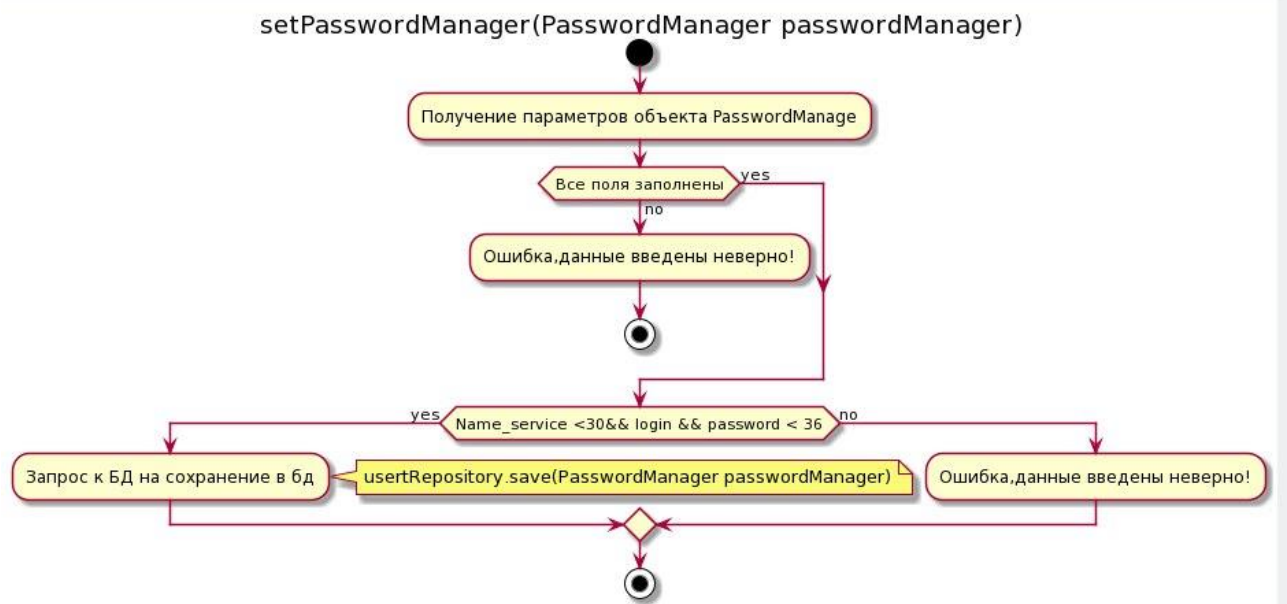 setPasswordManager(PasswordManager passwordManager)
Получение параметров объекта PasswordManage
Все поля заполнены
yes
no
Ошибка,данные введены неверно!
yes
Name_service <30&& login && password < 36
no
Запрос к БД на сохранение в бд
usertRepository.save(PasswordManager passwordManager)
Ошибка,данные введены неверно!